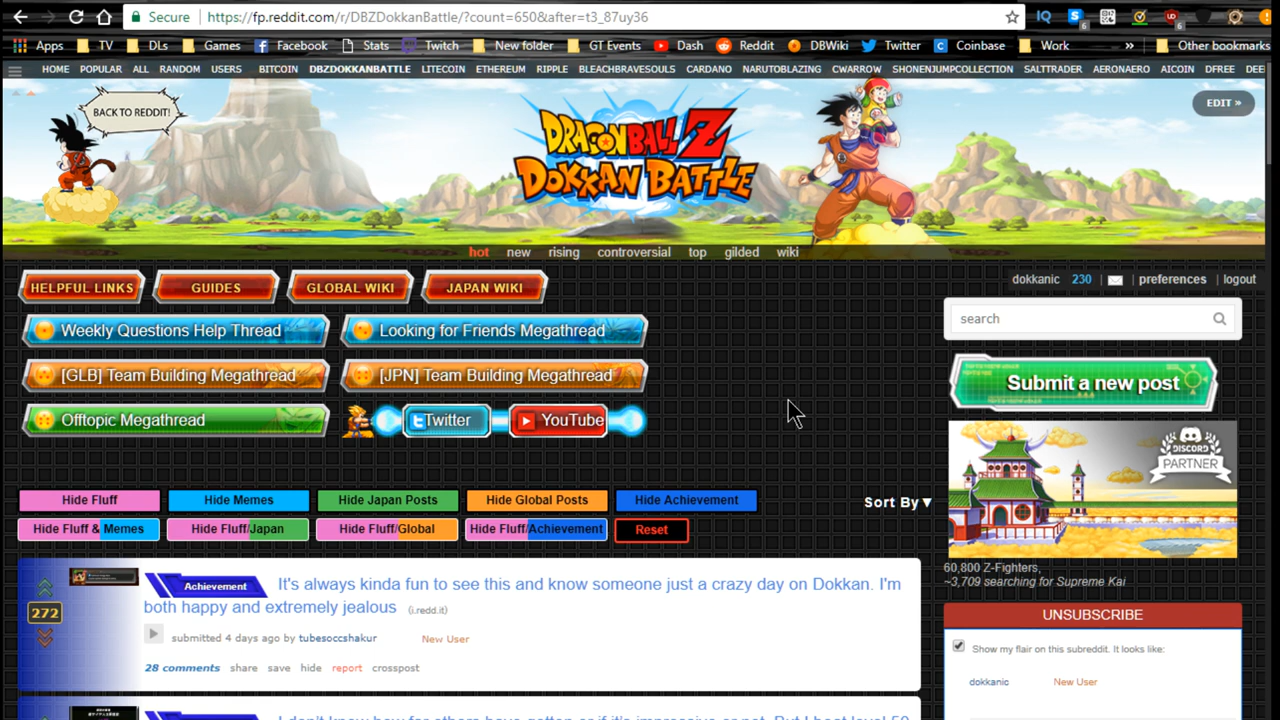 Secure https://fp.reddit.com/r/DBZDokkanBattle/?count=650&after=t3_87uy36
IQ 6 UD 6
Apps TV DLs Games Facebook Stats Twitch New folder GT Events Dash Reddit DBWiki Twitter Coinbase Work » Other bookmarks
HOME POPULAR ALL RANDOM USERS BITCOIN DBZDOKKANBATTLE LITECOIN ETHEREUM RIPPLE BLEACHBRAVESOULS CARDANO NARUTOBLAZING CWARROW SHONENJUMPCOLLECTION SALTTRADER AERONAERO AICOIN DFREE DEE
BACK TO REDDIT!
EDIT »
DRAGONBALL Z
DOKKAN BATTLE
hot new rising controversial top gilded wiki
dokkanic 230 | | preferences | logout
HELPFUL LINKS GUIDES GLOBAL WIKI JAPAN WIKI
search
Weekly Questions Help Thread Looking for Friends Megathread
[GLB] Team Building Megathread [JPN] Team Building Megathread
Submit a new post
Offtopic Megathread Twitter YouTube
DISCORD
PARTNER
Hide Fluff Hide Memes Hide Japan Posts Hide Global Posts Hide Achievement
Sort By ▼
Hide Fluff & Memes Hide Fluff/Japan Hide Fluff/Global Hide Fluff/Achievement Reset
60,800 Z-Fighters,
~3,709 searching for Supreme Kai
272
Achievement It's always kinda fun to see this and know someone just a crazy day on Dokkan. I'm
both happy and extremely jealous (i.redd.it)
submitted 4 days ago by tubesoccshakur New User
28 comments share save hide report crosspost
UNSUBSCRIBE
Show my flair on this subreddit. It looks like:
dokkanic New User